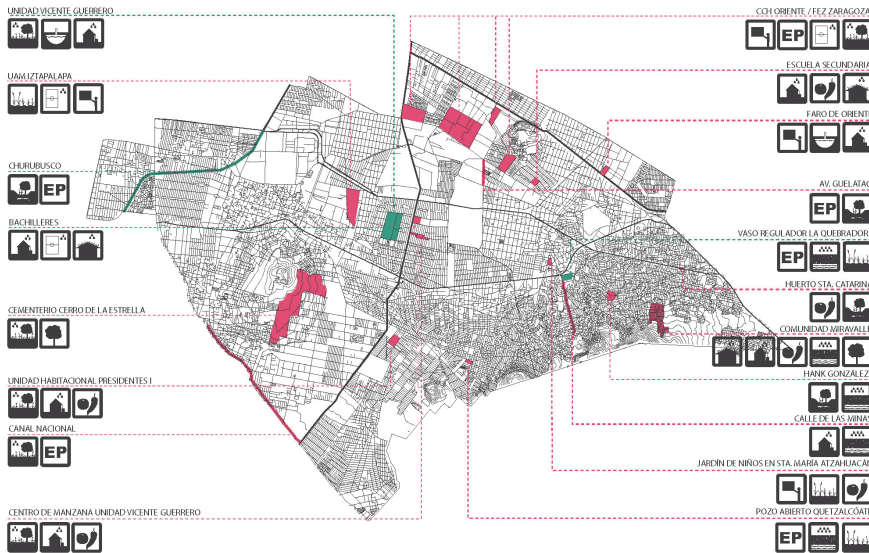 UNIDAD VICENTE GUERRERO
UAM IZTAPALAPA
CHURUBUSCO
EP
BACHILLERES
CEMENTERIO CERRO DE LA ESTRELLA
UNIDAD HABITACIONAL PRESIDENTES I
CANAL NACIONAL
EP
CENTRO DE MANZANA UNIDAD VICENTE GUERRERO
CCH ORIENTE / FEZ ZARAGOZA
EP
ESCUELA SECUNDARIA
FARO DE ORIENT
AV. GUELATAO
EP
VASO REGULADOR LA QUEBRADOR
EP
HUERTO STA. CATARINA
COMUNIDAD MIRAVALLE
HANK GONZÁLEZ
CALLE DE LAS MINAS
JARDÍN DE NIÑOS EN STA. MARÍA ATZAHUACÁN
POZO ABIERTO QUETZALCÓATL
EP